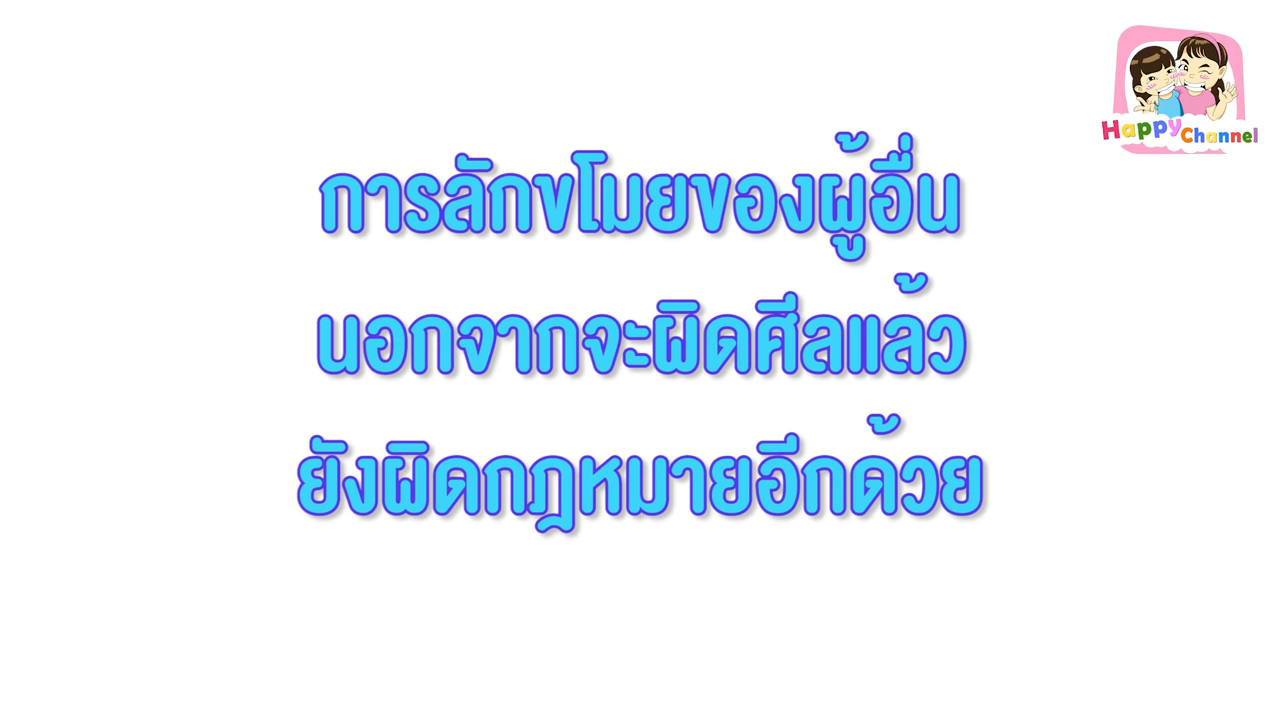 Happy Channel
การลักขโมยของผู้อื่น
นอกจากจะผิดศีลแล้ว
ยังผิดกฎหมายอีกด้วย